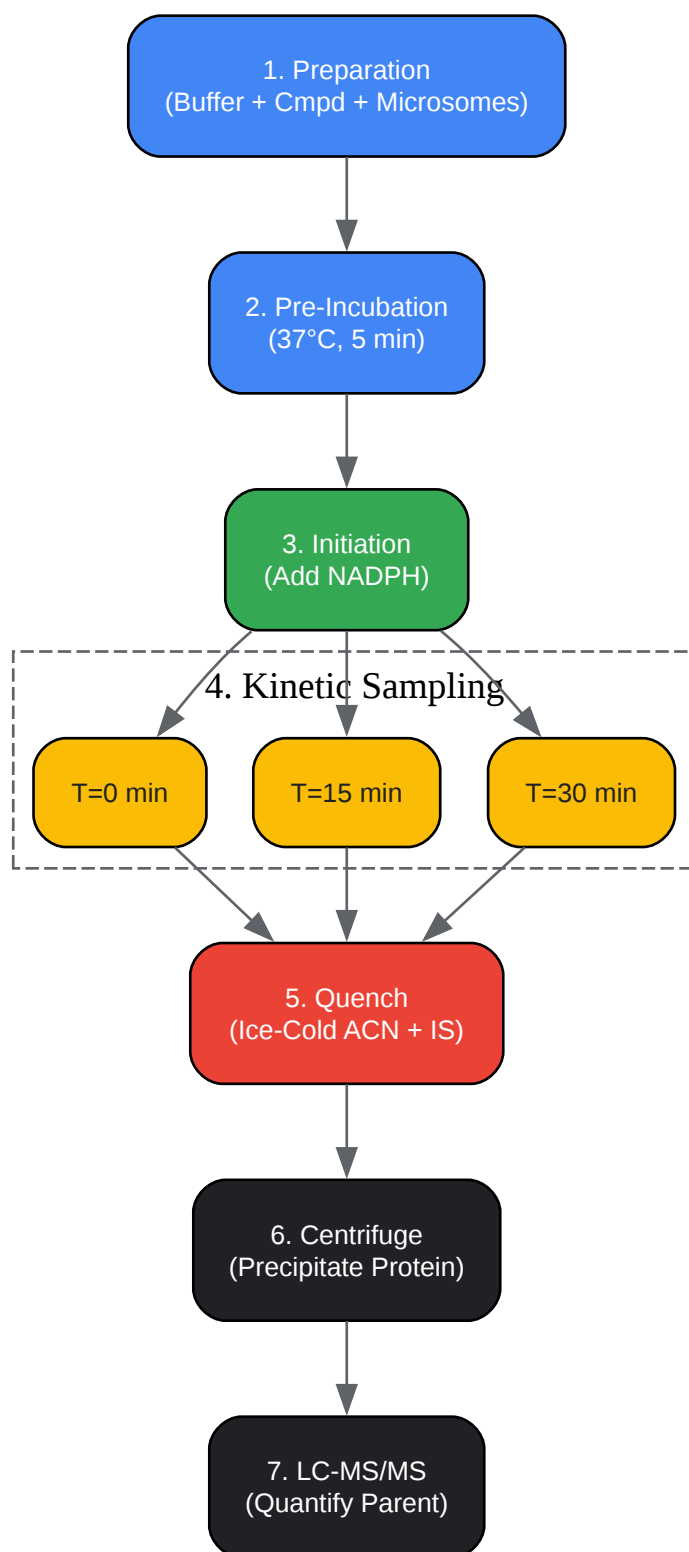 1. Preparation
(Buffer + Cmpd + Microsomes)
2. Pre-Incubation
(37°C, 5 min)
3. Initiation
(Add NADPH)
4. Kinetic Sampling
T=0 min
T=15 min
T=30 min
5. Quench
(Ice-Cold ACN + IS)
6. Centrifuge
(Precipitate Protein)
7. LC-MS/MS
(Quantify Parent)